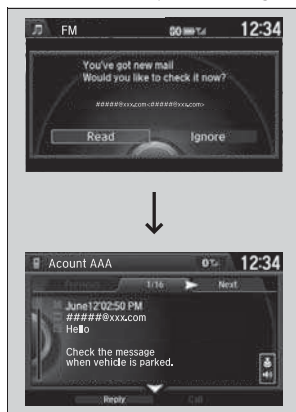 FM
12:34
You've got new mail
Would you like to check it now?
#####@xxx.com<#####@xxx.com>
Read Ignore
Acount AAA
12:34
Previous 1/16 Next
June12'02:50 PM
#####@xxx.com
Hello
Check the message
when vehicle is parked.
Reply Call